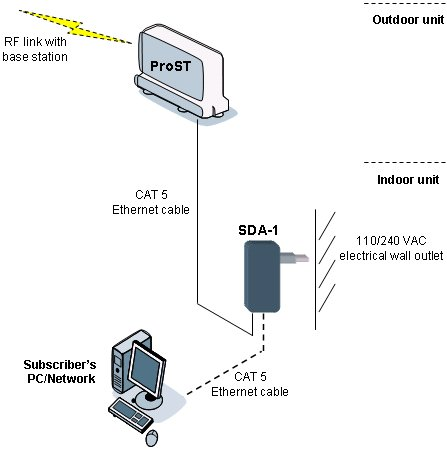 Outdoor unit
RF link with
base station
ProST
Indoor unit
CAT 5
Ethernet cable
SDA-1
110/240 VAC
electrical wall outlet
Subscriber's
PC/Network
CAT 5
Ethernet cable